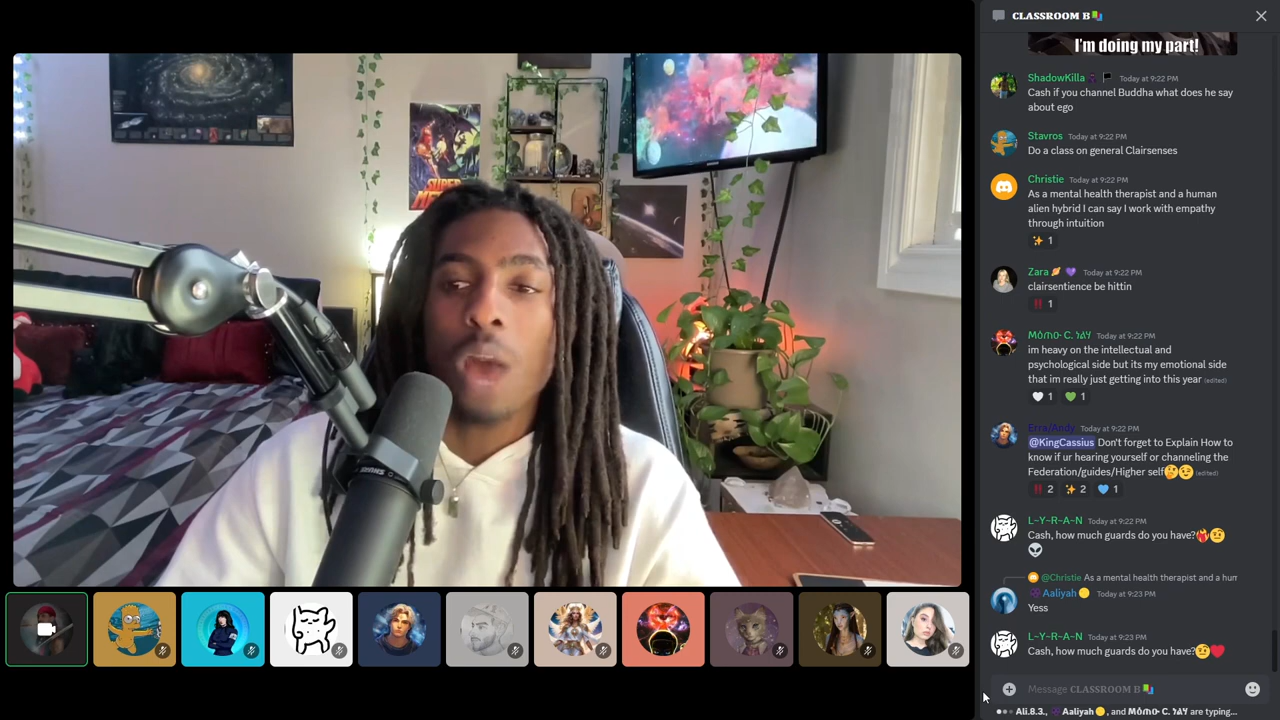 CLASSROOM B
I'm doing my part!
ShadowKilla Today at 9:22 PM
Cash if you channel Buddha what does he say
about ego
Stavros Today at 9:22 PM
Do a class on general Clairsenses
Christie Today at 9:22 PM
As a mental health therapist and a human
alien hybrid I can say I work with empathy
through intuition
✨ 1
Zara 🪐 💜 Today at 9:22 PM
clairsentience be hittin
‼️ 1
Today at 9:22 PM
im heavy on the intellectual and
psychological side but its my emotional side
that im really just getting into this year (edited)
🤍 1 💚 1
Erra/Andy Today at 9:22 PM
@KingCassius Don't forget to Explain How to
know if ur hearing yourself or channeling the
Federation/guides/Higher self🤔😉 (edited)
‼️ 2 ✨ 2 💙 1
L~Y~R~A~N Today at 9:22 PM
Cash, how much guards do you have?❤️‍🔥🤨
👽
@Christie As a mental health therapist and a hum
Aaliyah Today at 9:23 PM
Yess
L~Y~R~A~N Today at 9:23 PM
Cash, how much guards do you have?🤨❤️
Message CLASSROOM B
Ali.8.3., Aaliyah, and are typing...
SUPER